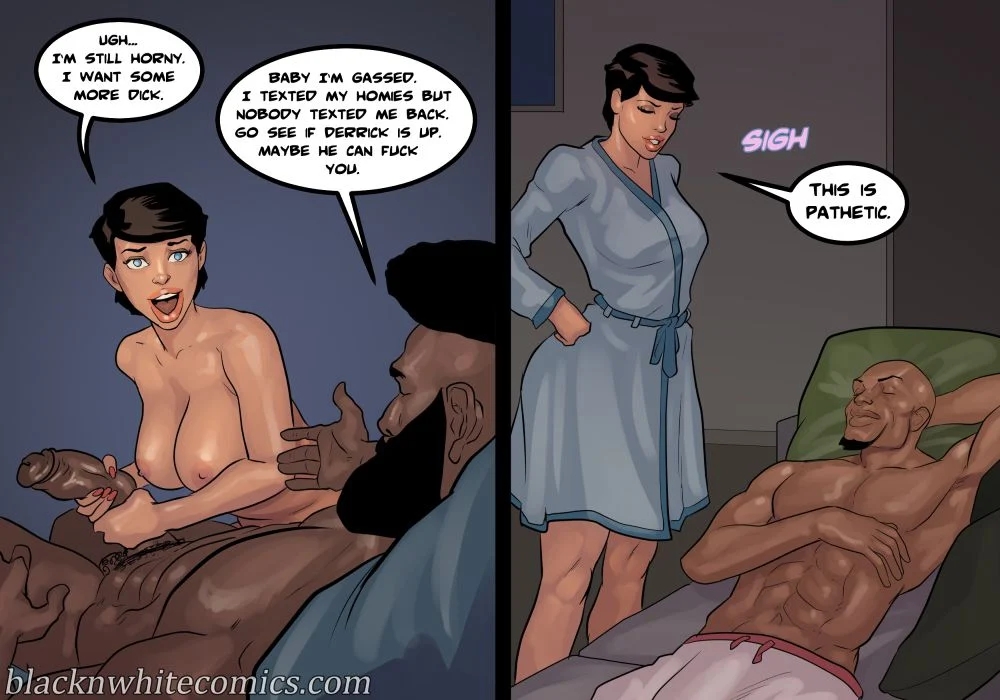 UGH...
I'M STILL HORNY.
I WANT SOME
MORE DICK.
BABY I'M GASSED.
I TEXTED MY HOMIES BUT
NOBODY TEXTED ME BACK.
GO SEE IF DERRICK IS UP.
MAYBE HE CAN FUCK
YOU.
SIGH
THIS IS
PATHETIC.
blacknwhitecomics.com